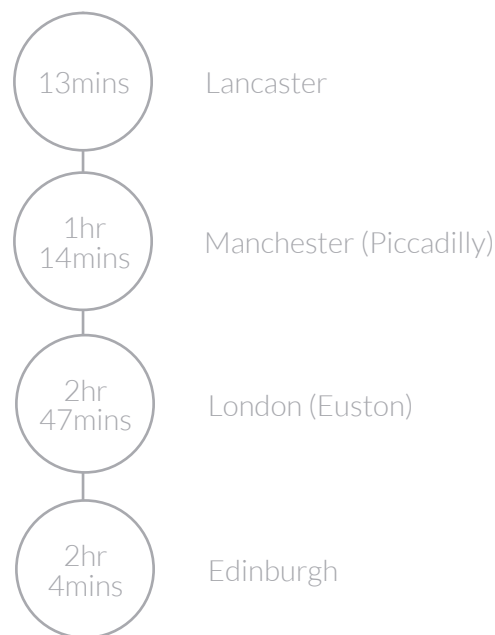 13mins
Lancaster
1hr
14mins
Manchester (Piccadilly)
2hr
47mins
London (Euston)
2hr
4mins
Edinburgh